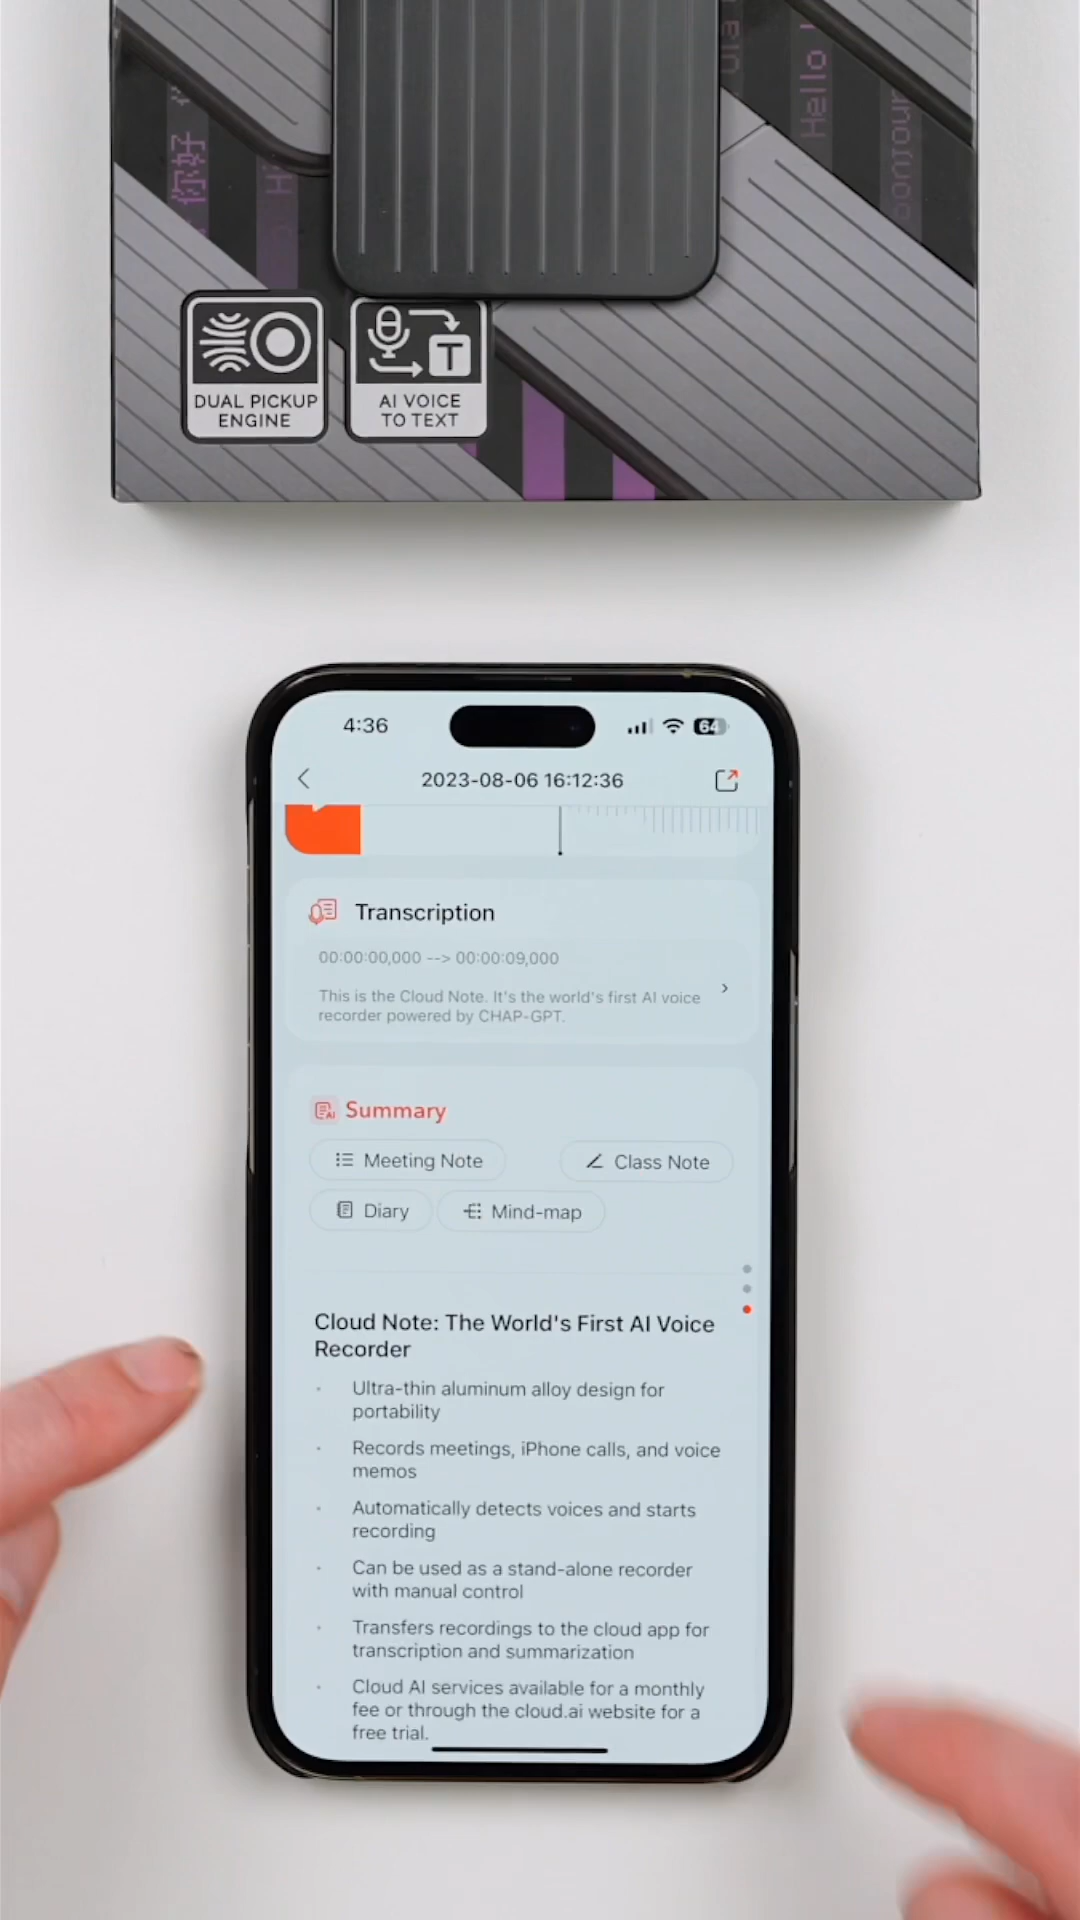 你好
Hello
DUAL PICKUP
ENGINE
T
AI VOICE
TO TEXT
4:36
64
2023-08-06 16:12:36
Transcription
00:00:00,000 --> 00:00:09,000
This is the Cloud Note. It's the world's first AI voice
recorder powered by CHAP-GPT.
AI
Summary
Meeting Note
Class Note
Diary
Mind-map
Cloud Note: The World's First AI Voice
Recorder
Ultra-thin aluminum alloy design for
portability
Records meetings, iPhone calls, and voice
memos
Automatically detects voices and starts
recording
Can be used as a stand-alone recorder
with manual control
Transfers recordings to the cloud app for
transcription and summarization
Cloud AI services available for a monthly
fee or through the cloud.ai website for a
free trial.